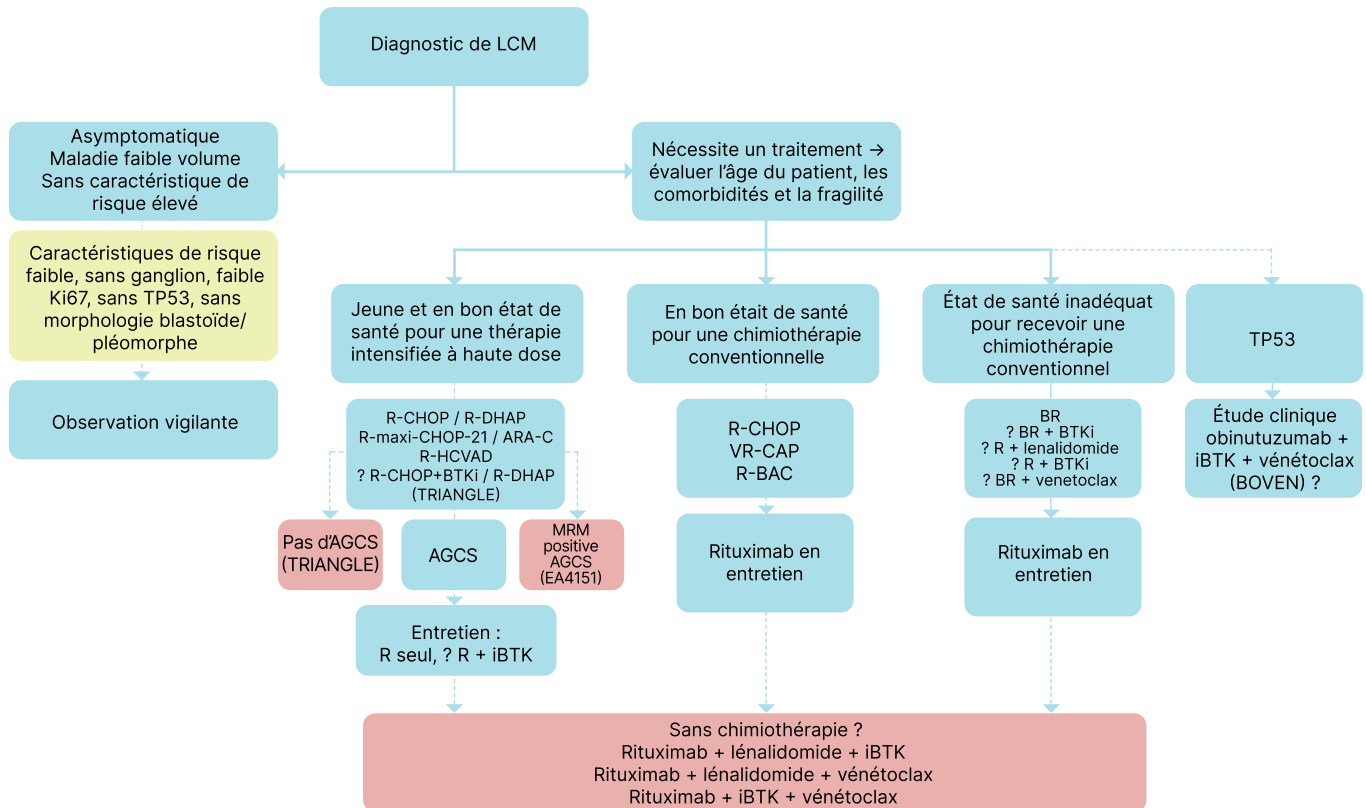 Diagnostic de LCM
Asymptomatique
Maladie faible volume
Sans caractéristique de
risque élevé
Nécessite un traitement →
évaluer l’âge du patient, les
comorbidités et la fragilité
Caractéristiques de risque
faible, sans ganglion, faible
Ki67, sans TP53, sans
morphologie blastoïde/
pléomorphe
Observation vigilante
Jeune et en bon état de
santé pour une thérapie
intensifiée à haute dose
En bon était de santé
pour une chimiothérapie
conventionnelle
État de santé inadéquat
pour recevoir une
chimiothérapie
conventionnel
TP53
R-CHOP / R-DHAP
R-maxi-CHOP-21 / ARA-C
R-HCVAD
? R-CHOP+BTKi / R-DHAP
(TRIANGLE)
R-CHOP
VR-CAP
R-BAC
BR
? BR + BTKi
? R + lenalidomide
? R + BTKi
? BR + venetoclax
Étude clinique
obinutuzumab +
iBTK + vénétoclax
(BOVEN) ?
Pas d’AGCS
(TRIANGLE)
AGCS
MRM
positive
AGCS
(EA4151)
Rituximab en
entretien
Rituximab en
entretien
Entretien :
R seul, ? R + iBTK
Sans chimiothérapie ?
Rituximab + lénalidomide + iBTK
Rituximab + lénalidomide + vénétoclax
Rituximab + iBTK + vénétoclax